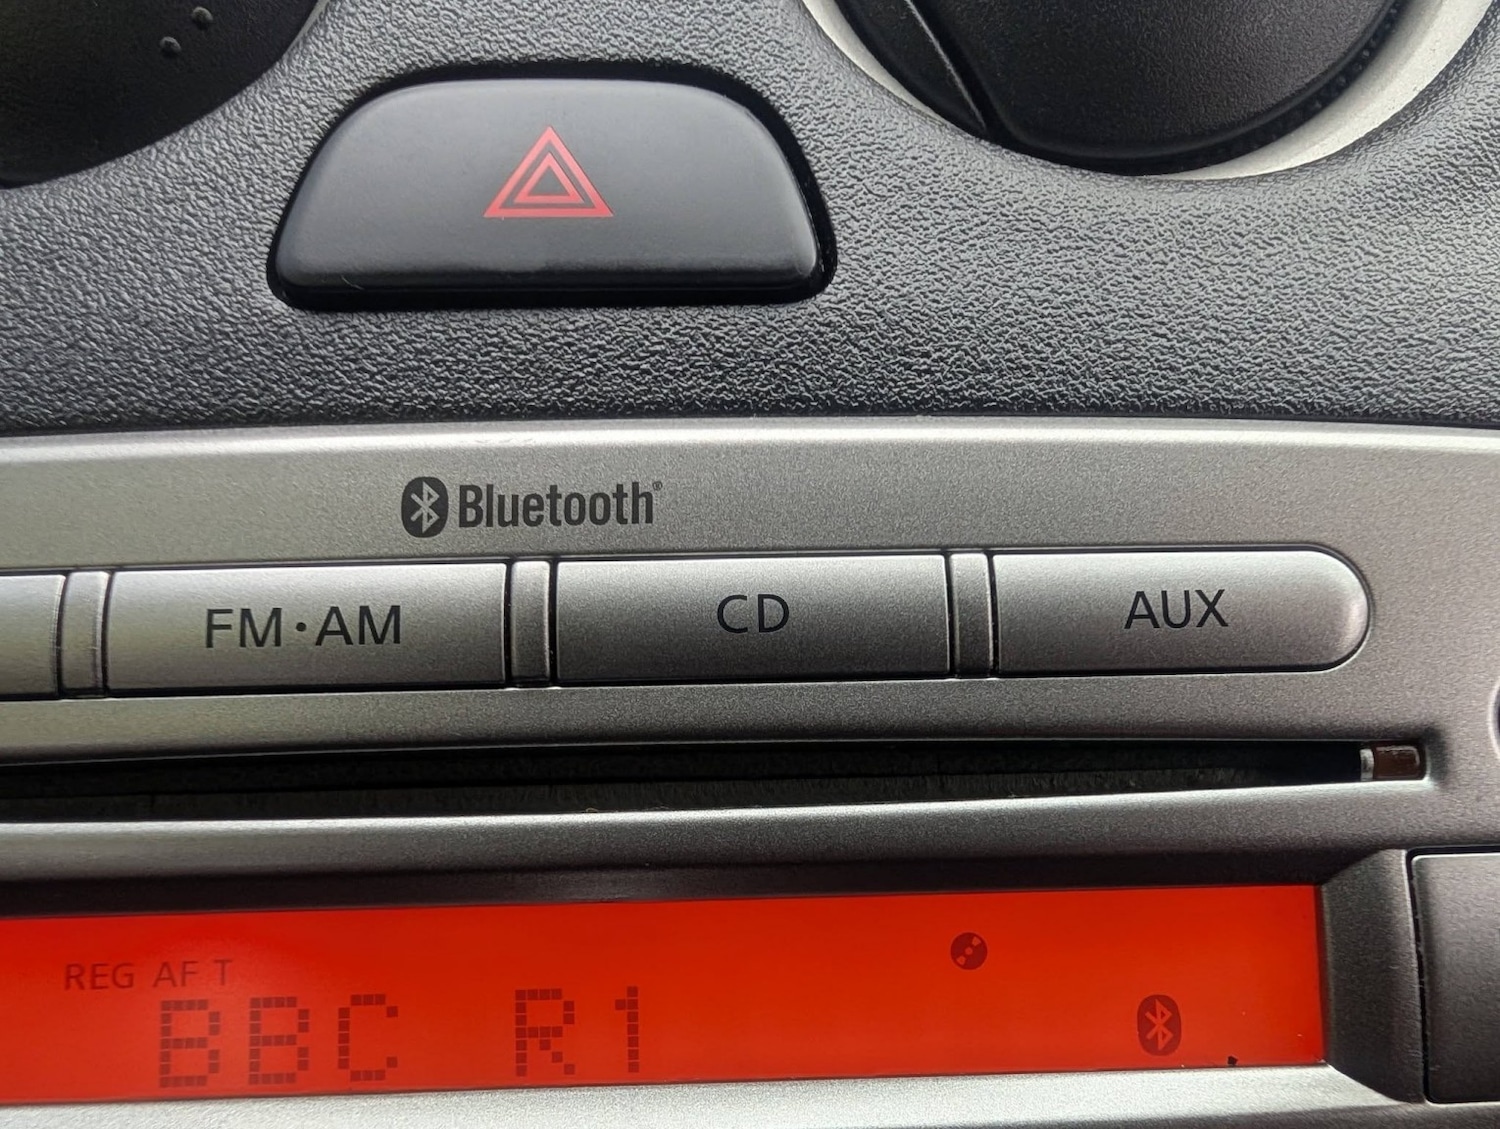 Bluetooth®
FM·AM CD AUX
REG AF T
BBC R1